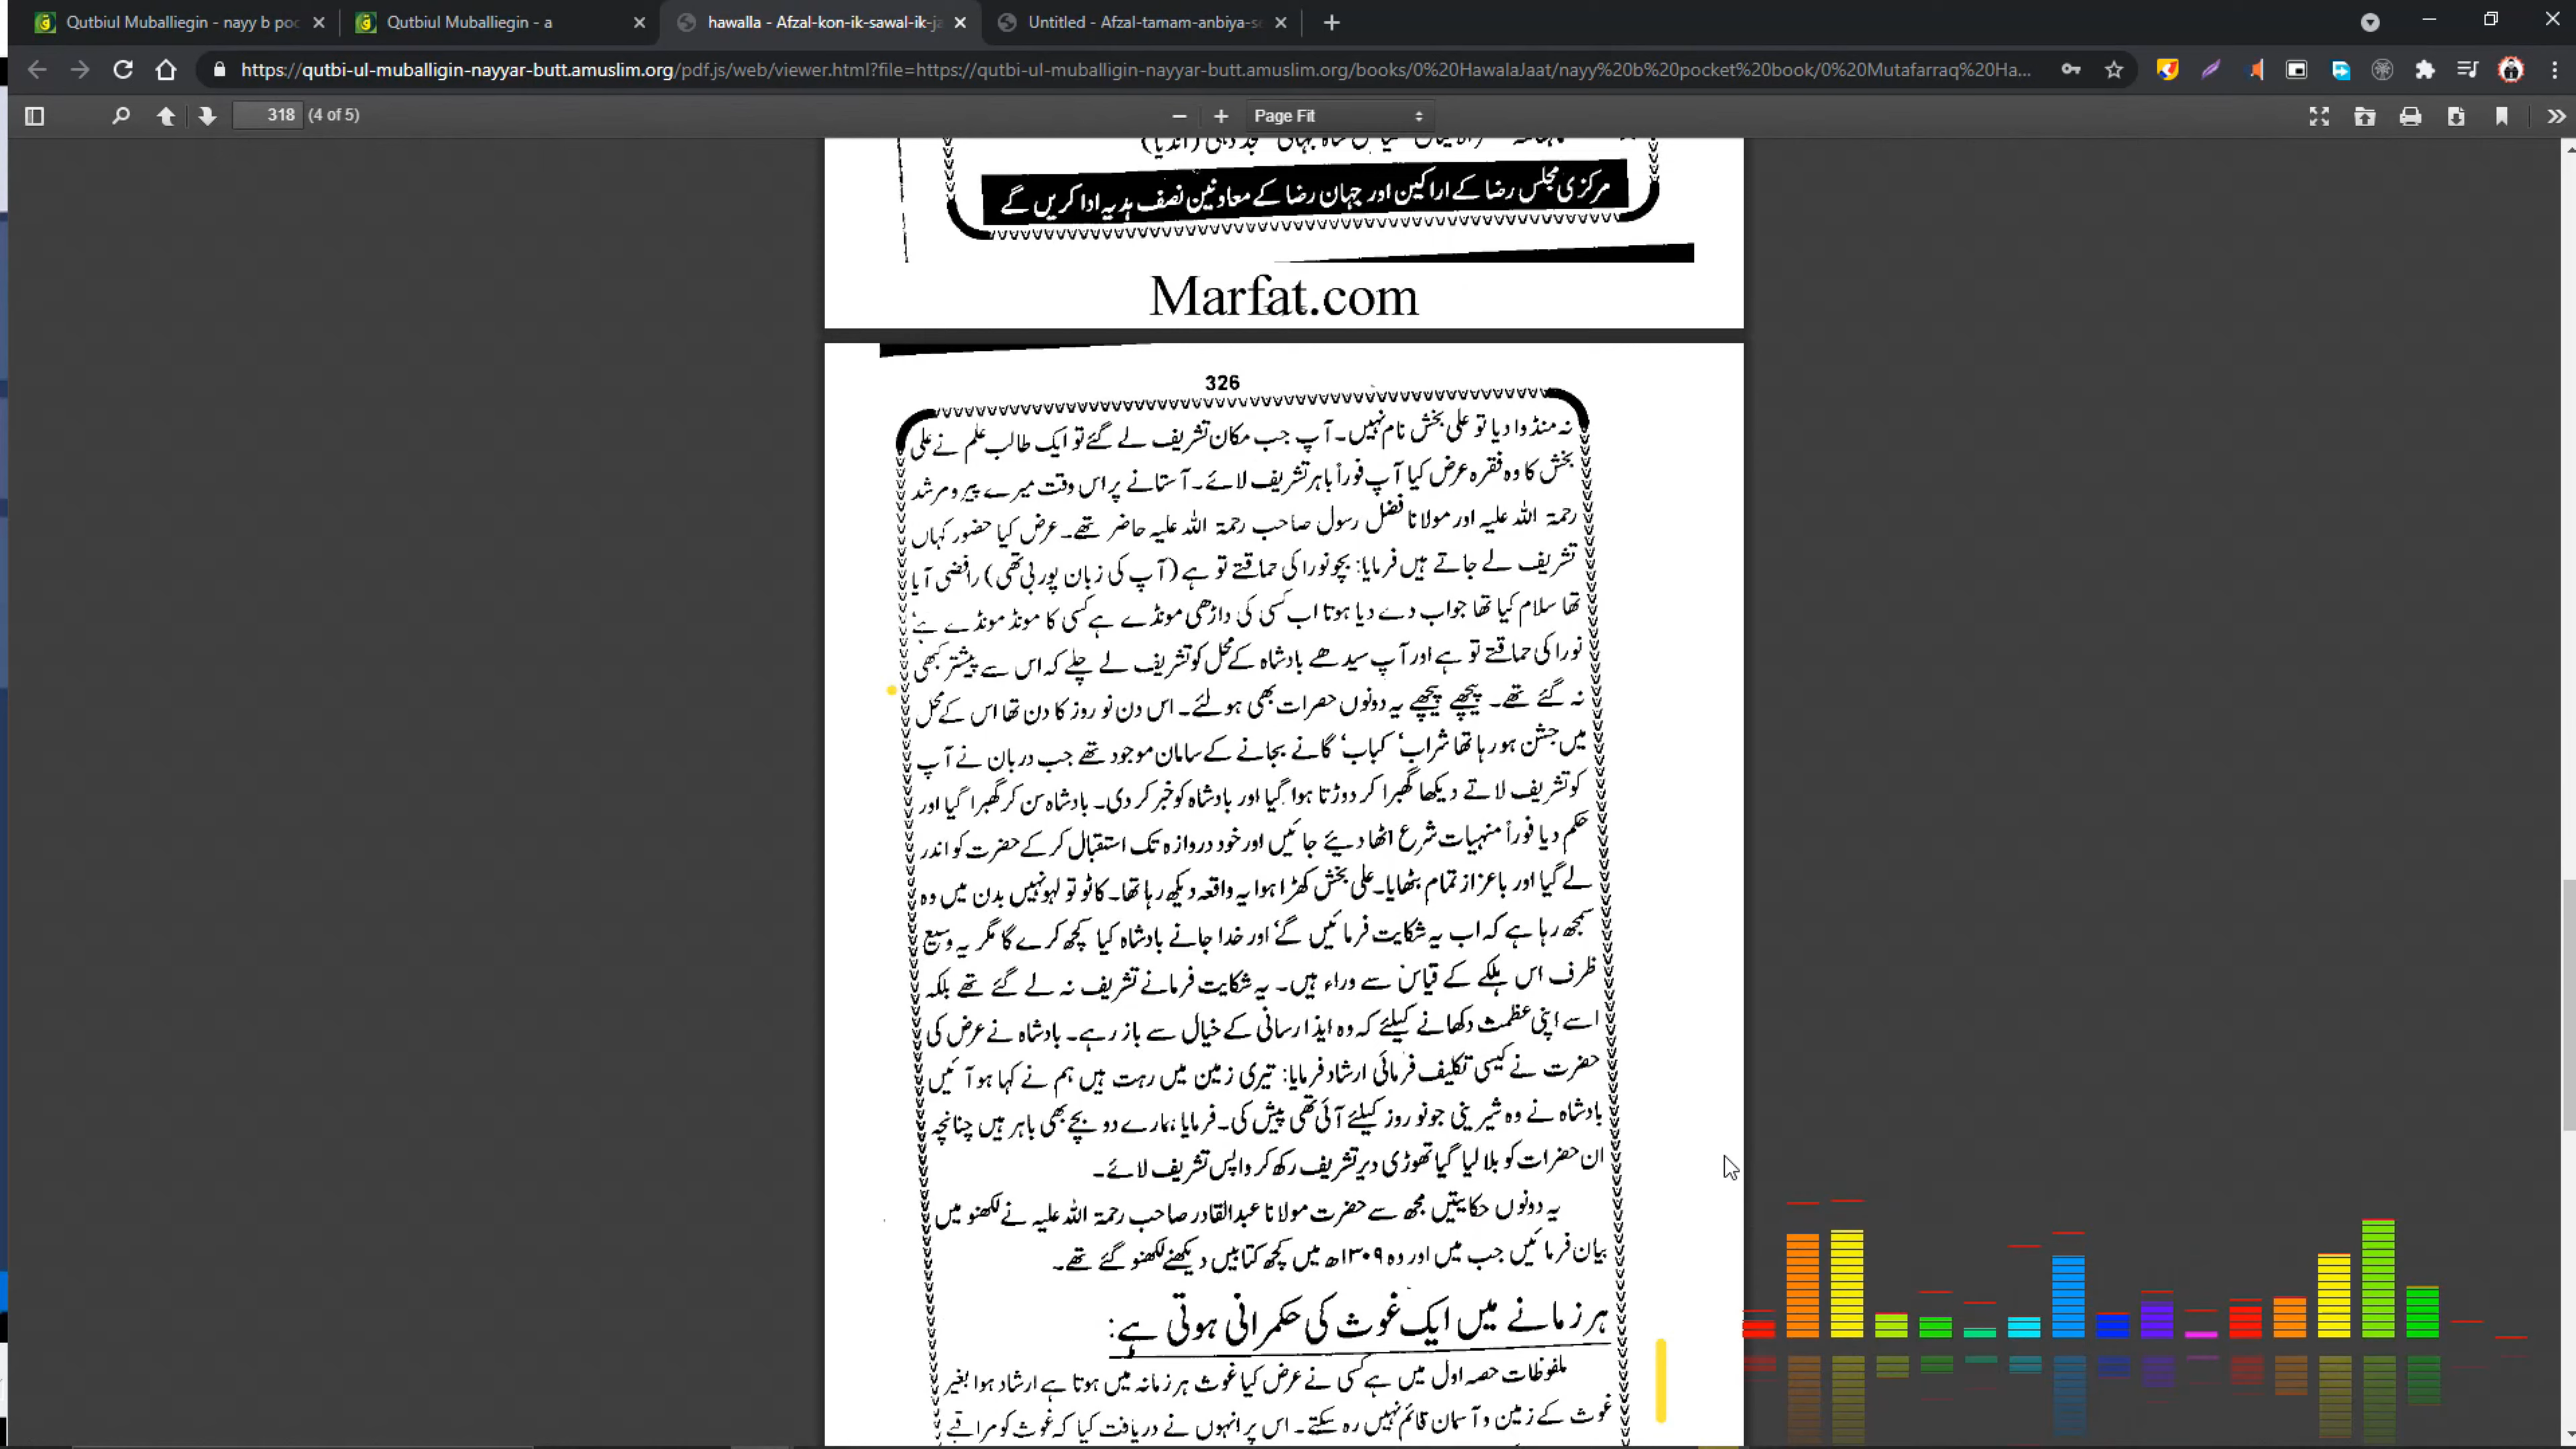 Qutbiul Muballiegin - nayy b poc
Qutbiul Muballiegin - a
hawalla - Afzal-kon-ik-sawal-ik-ja
Untitled - Afzal-tamam-anbiya-se
https://qutbi-ul-muballigin-nayyar-butt.amuslim.org/pdf.js/web/viewer.html?file=https://qutbi-ul-muballigin-nayyar-butt.amuslim.org/books/0%20HawalaJaat/nayy%20b%20pocket%20book/0%20Mutafarraq%20Ha...
318 (4 of 5)
Page Fit
مرکزی مجلس رضا کے اراکین اور جہان رضا کے معاونین نصف ہدیہ ادا کریں گے
Marfat.com
326
نہ منڈوا دیا تو علی بخش نام نہیں۔ آپ جب مکان تشریف لے گئے تو ایک طالب علم نے علی
بخش کا وہ فقرہ عرض کیا آپ فوراً باہر تشریف لائے۔ آستانے پر اس وقت میرے پیر و مرشد
رحمۃ اللہ علیہ اور مولانا فضل رسول صاحب رحمۃ اللہ علیہ حاضر تھے۔ عرض کیا حضور کہاں
تشریف لے جاتے ہیں فرمایا: بچو نورا کی حماقتے تو ہے (آپ کی زبان پوربی تھی) رافضی آیا
تھا سلام کیا تھا جواب دے دیا ہوتا اب کسی کی داڑھی مونڈے ہے کسی کا مونڈ مونڈے ہے‘
نورا کی حماقتے تو ہے اور آپ سیدھے بادشاہ کے محل کو تشریف لے چلے کہ اس سے پیشتر کبھی
نہ گئے تھے۔ پیچھے پیچھے یہ دونوں حضرات بھی ہولئے۔ اس دن نو روز کا دن تھا اس کے محل
میں جشن ہو رہا تھا شراب‘ کباب‘ گانے بجانے کے سامان موجود تھے جب دربان نے آپ
کو تشریف لاتے دیکھا گھبرا کر دوڑتا ہوا گیا اور بادشاہ کو خبر کر دی۔ بادشاہ سن کر گھبرا گیا اور
حکم دیا فوراً منہیات شرع اٹھا دیئے جائیں اور خود دروازہ تک استقبال کر کے حضرت کو اندر
لے گیا اور باعزاز تمام بٹھایا۔ علی بخش کھڑا ہوا یہ واقعہ دیکھ رہا تھا۔ کاٹو تو لہو نہیں بدن میں وہ
سمجھ رہا ہے کہ اب یہ شکایت فرمائیں گے‘ اور خدا جانے بادشاہ کیا کچھ کرے گا مگر یہ وسیع
ظرف اس ہلکے کے قیاس سے وراء ہیں۔ یہ شکایت فرمانے تشریف نہ لے گئے تھے بلکہ
اسے اپنی عظمت دکھانے کیلئے کہ وہ ایذا رسانی کے خیال سے باز رہے۔ بادشاہ نے عرض کی
حضرت نے کیسی تکلیف فرمائی ارشاد فرمایا: تیری زمین میں رہت ہیں ہم نے کہا ہو آئیں
بادشاہ نے وہ شیرینی جو نو روز کیلئے آئی تھی پیش کی۔ فرمایا ہمارے دو بچے بھی باہر ہیں چنانچہ
ان حضرات کو بلا لیا گیا تھوڑی دیر تشریف رکھ کر واپس تشریف لائے۔
یہ دونوں حکایتیں مجھ سے حضرت مولانا عبدالقادر صاحب رحمۃ اللہ علیہ نے لکھنو میں
بیان فرمائیں جب میں اور وہ ۱۳۰۹ھ میں کچھ کتابیں دیکھنے لکھنو گئے تھے۔
ہر زمانے میں ایک غوث کی حکمرانی ہوتی ہے:
ملفوظات حصہ اول میں ہے کسی نے عرض کیا غوث ہر زمانہ میں ہوتا ہے ارشاد ہوا بغیر
غوث کے زمین و آسمان قائم نہیں رہ سکتے۔ اس پر انہوں نے دریافت کیا کہ غوث کو مراقبے